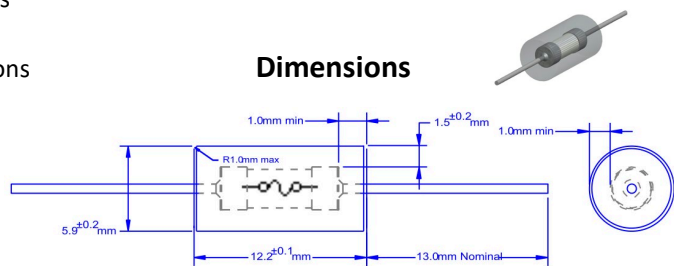 s
ons
Dimensions
1.0mm min
1.5±0.2mm
1.0mm min
R1.0mm max
5.9±0.2mm
12.2±0.1mm
13.0mm Nominal